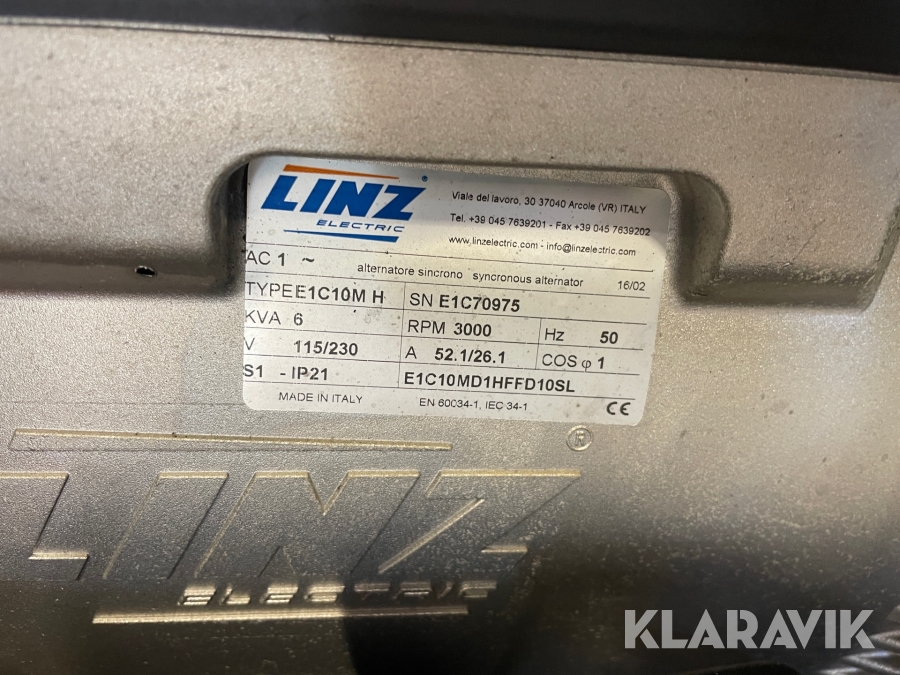 LINZ®
ELECTRIC
Viale del lavoro, 30 37040 Arcole (VR) ITALY
Tel. +39 045 7639201 - Fax +39 045 7639202
www.linzelectric.com - info@linzelectric.com
AC 1 ~ alternatore sincrono syncronous alternator 16/02
TYPE E1C10M H SN E1C70975
KVA 6 RPM 3000 Hz 50
V 115/230 A 52.1/26.1 COS φ 1
S1 - IP21 E1C10MD1HFFD10SL
MADE IN ITALY EN 60034-1, IEC 34-1 CE
LINZ®
ELECTRIC
KLARAVIK